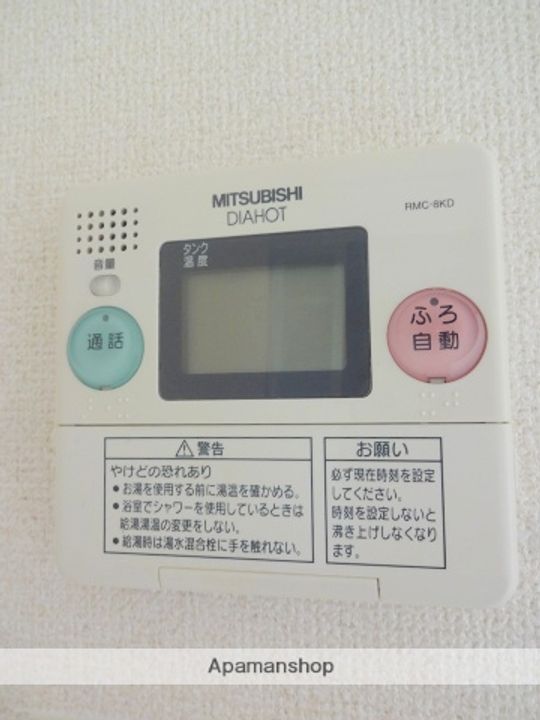 MITSUBISHI
DIAHOT
RMC-8KD
タンク
温度
音量
通話
ふろ
自動
警告
やけどの恐れあり
●お湯を使用する前に湯温を確かめる。
●浴室でシャワーを使用しているときは
給湯湯温の変更をしない。
●給湯時は湯水混合栓に手を触れない。
お願い
必ず現在時刻を設定
してください。
時刻を設定しないと
沸き上げしなくなり
ます。
Apamanshop